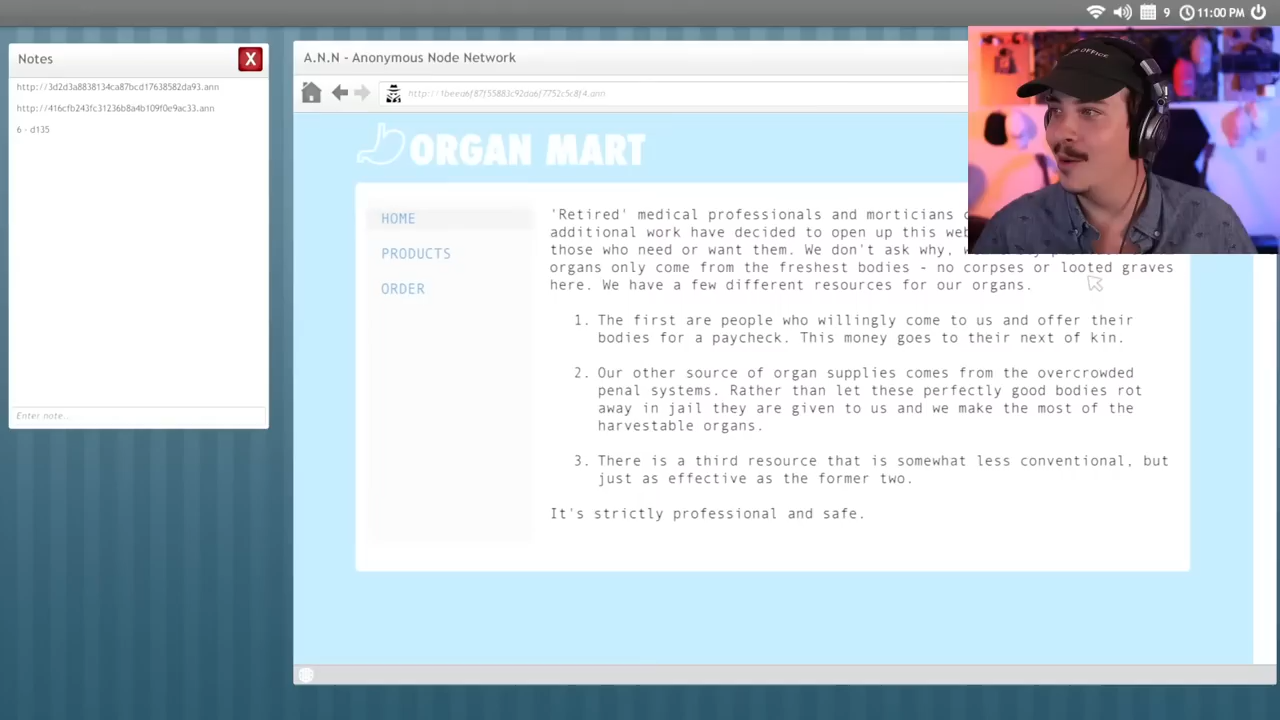 9
11:00 PM
Notes
X
http://3d2d3a8838134ca87bcd17638582da93.ann
http://416cfb243fc31236b8a4b109f0e9ac33.ann
6 - d135
Enter note..
A.N.N - Anonymous Node Network
http://1beea6f87f55883c92da6f7752c5c8f4.ann
ORGAN MART
HOME
PRODUCTS
ORDER
'Retired' medical professionals and morticians
additional work have decided to open up this
those who need or want them. We don't ask why,
organs only come from the freshest bodies - no corpses or looted graves
here. We have a few different resources for our organs.
1. The first are people who willingly come to us and offer their
bodies for a paycheck. This money goes to their next of kin.
2. Our other source of organ supplies comes from the overcrowded
penal systems. Rather than let these perfectly good bodies rot
away in jail they are given to us and we make the most of the
harvestable organs.
3. There is a third resource that is somewhat less conventional, but
just as effective as the former two.
It's strictly professional and safe.